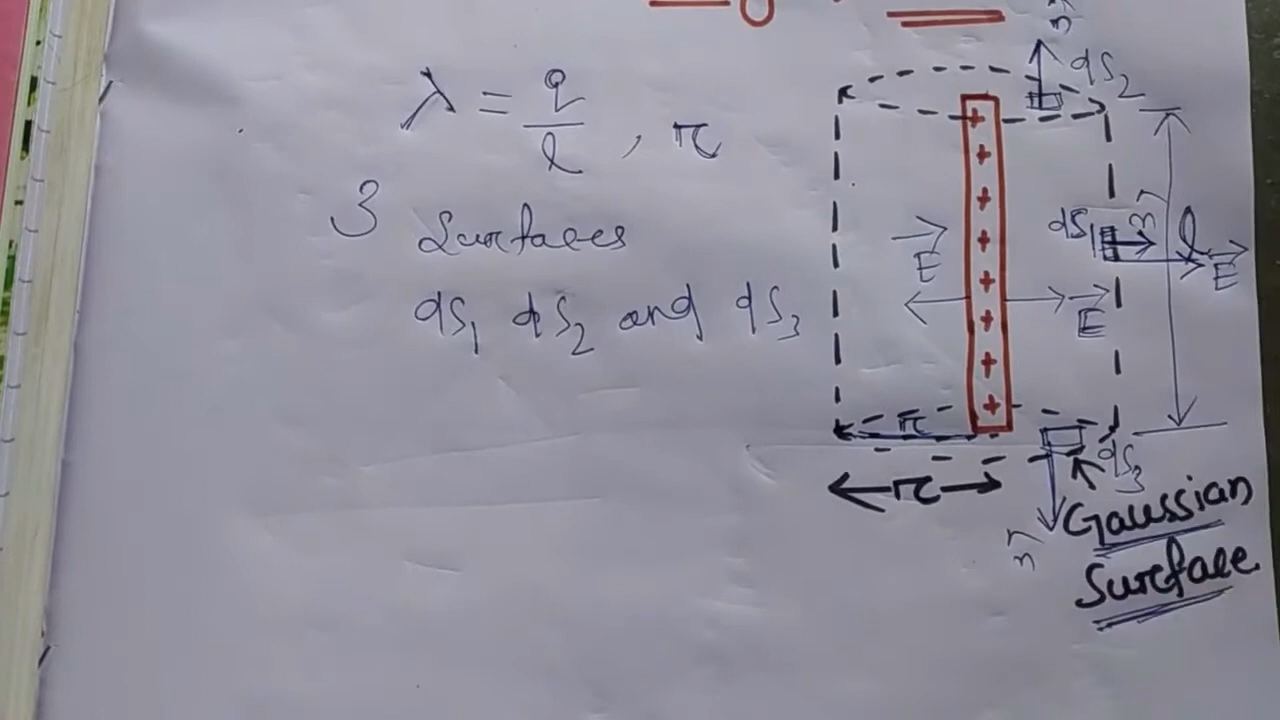 λ = q/l , r
3 Surfaces
dS₁ dS₂ and dS₃
n̂
dS₂
+
+
+
+
+
+
+
+
E⃗
E⃗
dS₁
n̂
l
E⃗
r
r
dS₃
n̂
Gaussian
Surface